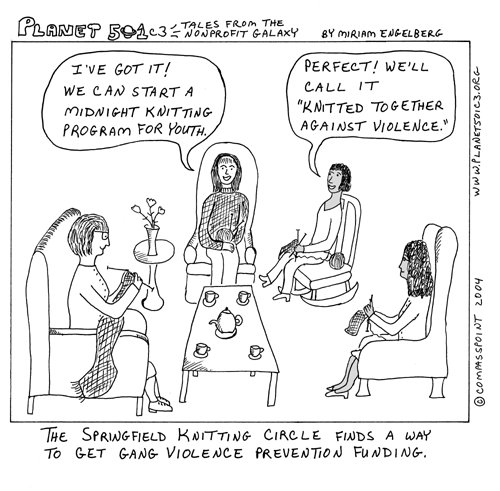 PLANET 501c3 - TALES FROM THE NONPROFIT GALAXY BY MIRIAM ENGELBERG
I'VE GOT IT!
WE CAN START A
MIDNIGHT KNITTING
PROGRAM FOR YOUTH.
PERFECT! WE'LL
CALL IT
"KNITTED TOGETHER
AGAINST VIOLENCE."
WWW.PLANET501C3.ORG
© COMPASSPOINT 2004
THE SPRINGFIELD KNITTING CIRCLE FINDS A WAY
TO GET GANG VIOLENCE PREVENTION FUNDING.